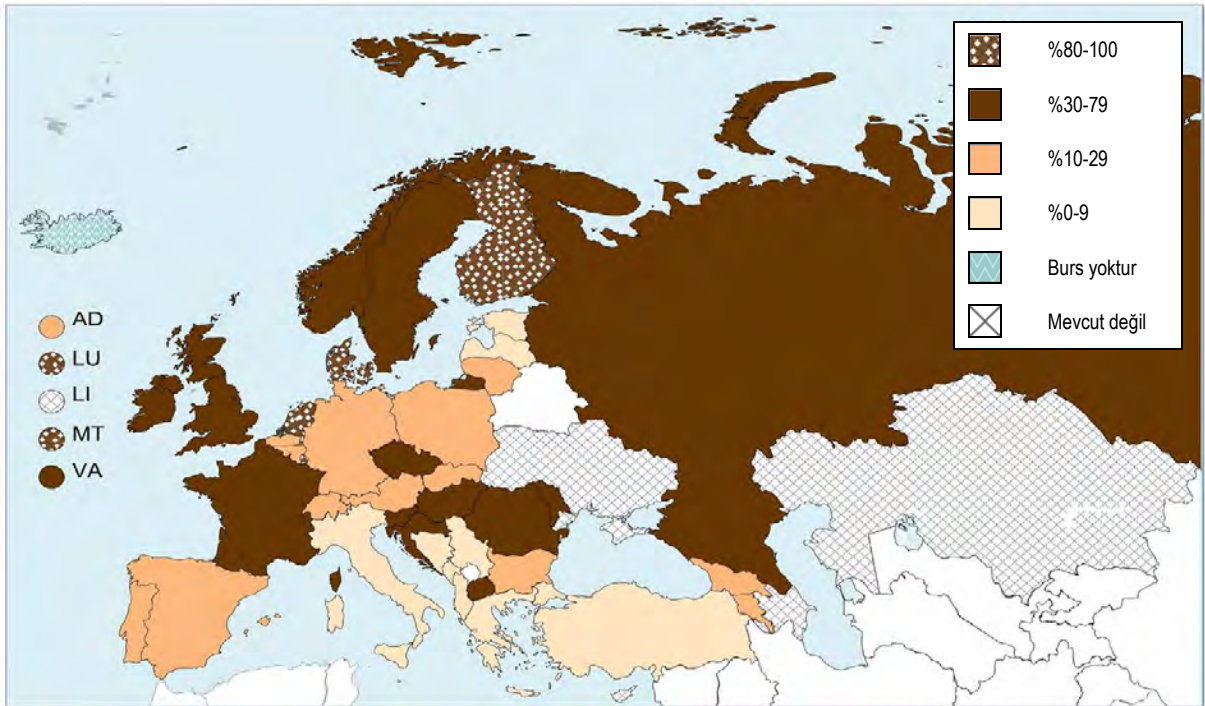 %80-100
%30-79
%10-29
%0-9
Burs yoktur
Mevcut değil
AD
LU
LI
MT
VA